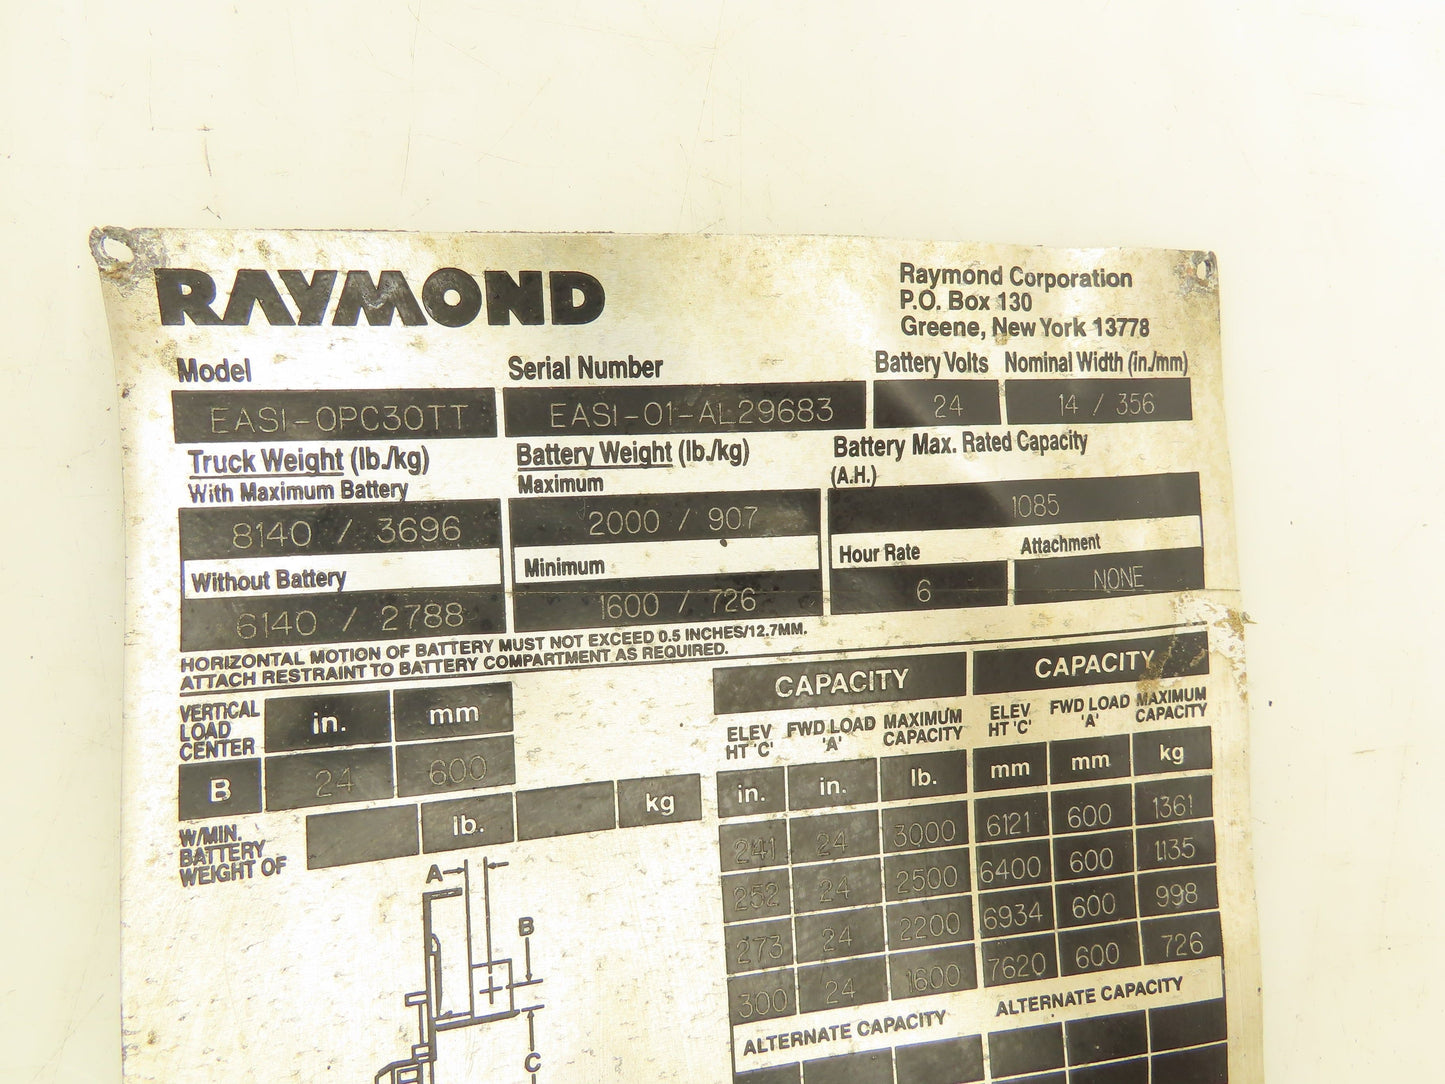 RAYMOND
Raymond Corporation
P.O. Box 130
Greene, New York 13778
Model
Serial Number
Battery Volts
Nominal Width (in./mm)
EASI-OPC30TT
EASI-01-AL29683
24
14 / 356
Truck Weight (lb./kg)
With Maximum Battery
Battery Weight (lb./kg)
Maximum
Battery Max. Rated Capacity
(A.H.)
8140 / 3696
2000 / 907
1085
Without Battery
Minimum
Hour Rate
Attachment
6140 / 2788
1600 / 726
6
NONE
HORIZONTAL MOTION OF BATTERY MUST NOT EXCEED 0.5 INCHES/12.7MM.
ATTACH RESTRAINT TO BATTERY COMPARTMENT AS REQUIRED.
VERTICAL
LOAD
CENTER
in.
mm
B
24
600
W/MIN.
BATTERY
WEIGHT OF
lb.
kg
A
B
C
CAPACITY
CAPACITY
ELEV
HT 'C'
FWD LOAD
'A'
MAXIMUM
CAPACITY
ELEV
HT 'C'
FWD LOAD
'A'
MAXIMUM
CAPACITY
in. in. lb. mm mm kg
241 24 3000 6121 600 1361
252 24 2500 6400 600 1135
273 24 2200 6934 600 998
300 24 1600 7620 600 726
ALTERNATE CAPACITY
ALTERNATE CAPACITY